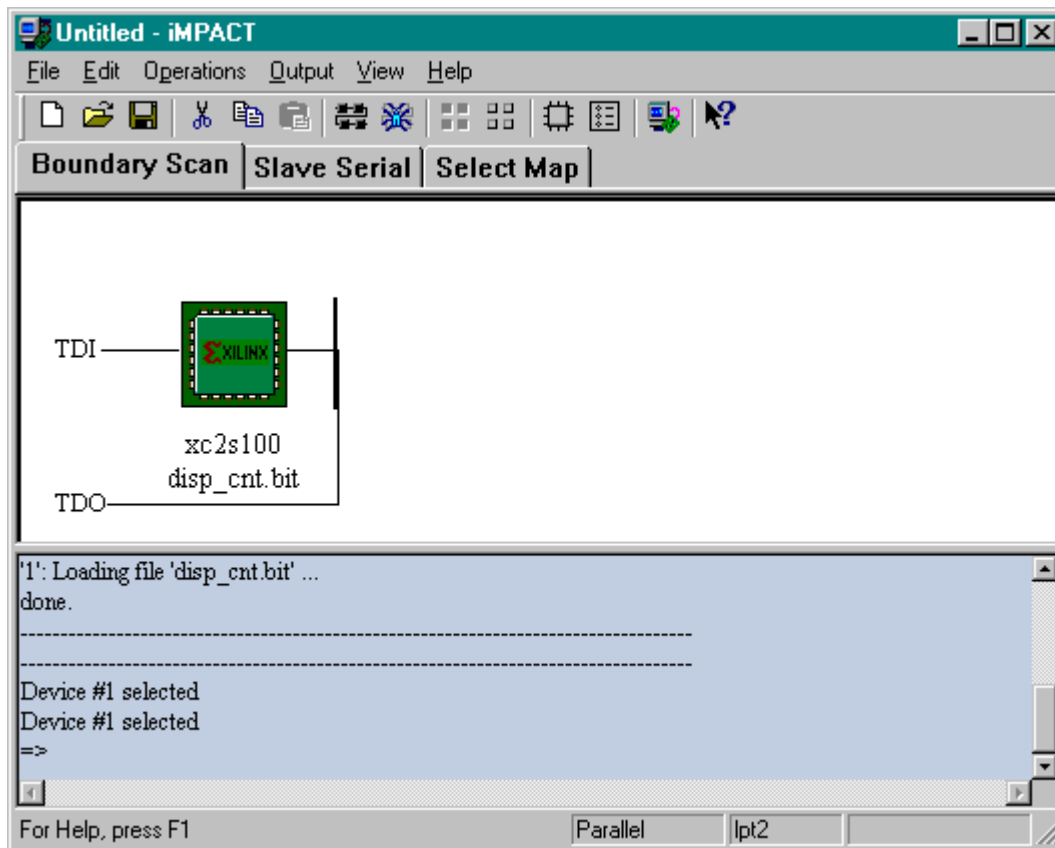 Untitled - iMPACT
File Edit Operations Output View Help
Boundary Scan Slave Serial Select Map
TDI
XILINX
xc2s100
disp_cnt.bit
TDO
'1': Loading file 'disp_cnt.bit' ...
done.
--------------------------------------------------------------------------------------
--------------------------------------------------------------------------------------
Device #1 selected
Device #1 selected
=>
For Help, press F1 Parallel lpt2